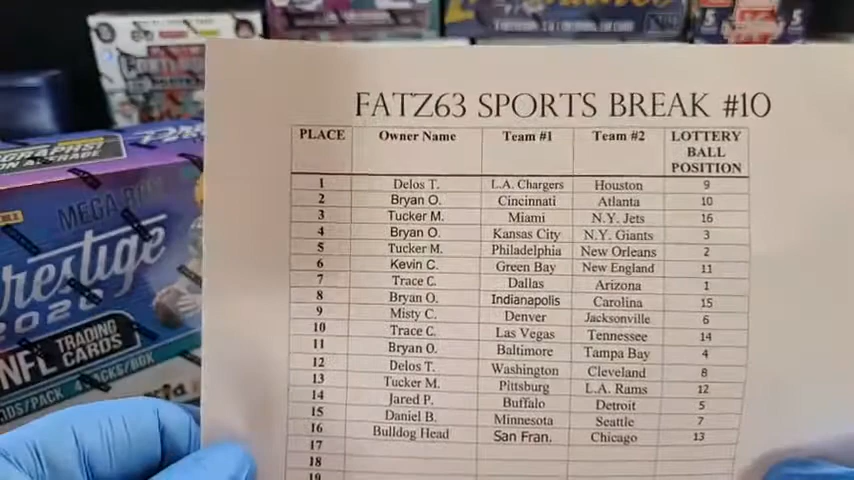 FATZ63 SPORTS BREAK #10
PLACE Owner Name Team #1 Team #2 LOTTERY BALL POSITION
1 Delos T. L.A. Chargers Houston 9
2 Bryan O. Cincinnati Atlanta 10
3 Tucker M. Miami N.Y. Jets 16
4 Bryan O. Kansas City N.Y. Giants 3
5 Tucker M. Philadelphia New Orleans 2
6 Kevin C. Green Bay New England 11
7 Trace C. Dallas Arizona 1
8 Bryan O. Indianapolis Carolina 15
9 Misty C. Denver Jacksonville 6
10 Trace C. Las Vegas Tennessee 14
11 Bryan O. Baltimore Tampa Bay 4
12 Delos T. Washington Cleveland 8
13 Tucker M. Pittsburg L.A. Rams 12
14 Jared P. Buffalo Detroit 5
15 Daniel B. Minnesota Seattle 7
16 Bulldog Head San Fran. Chicago 13
17
18
19
MEGA BOX
restige
2020
NFL TRADING CARDS